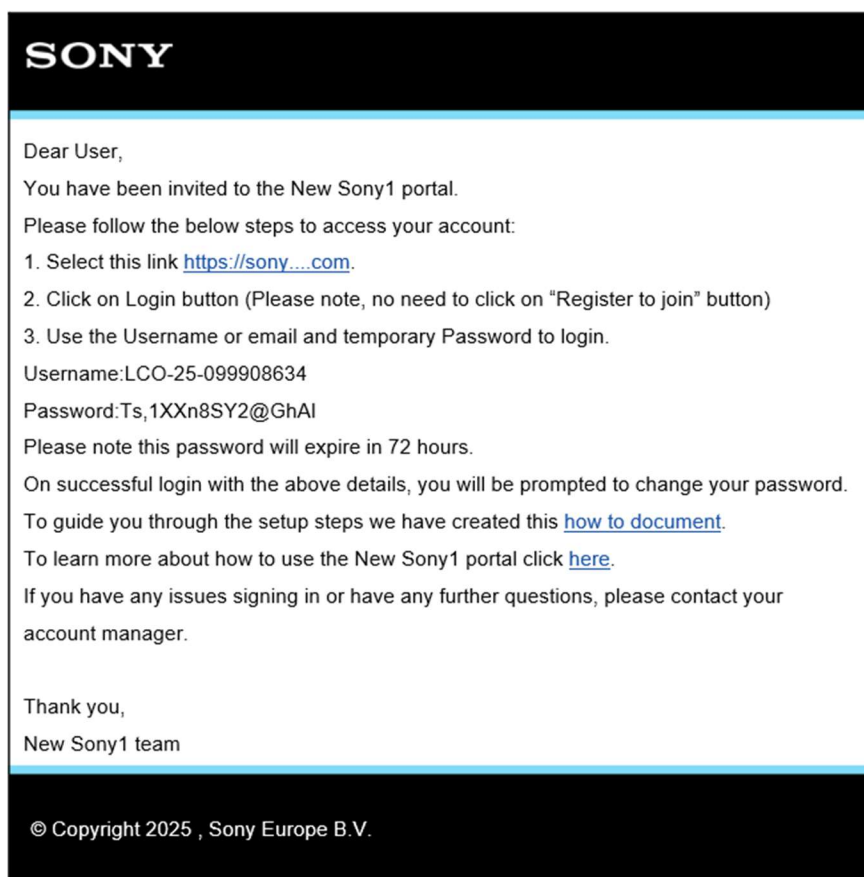 SONY
Dear User,
You have been invited to the New Sony1 portal.
Please follow the below steps to access your account:
1. Select this link https://sony....com.
2. Click on Login button (Please note, no need to click on “Register to join” button)
3. Use the Username or email and temporary Password to login.
Username:LCO-25-099908634
Password:Ts,1XXn8SY2@GhAI
Please note this password will expire in 72 hours.
On successful login with the above details, you will be prompted to change your password.
To guide you through the setup steps we have created this how to document.
To learn more about how to use the New Sony1 portal click here.
If you have any issues signing in or have any further questions, please contact your
account manager.
Thank you,
New Sony1 team
© Copyright 2025 , Sony Europe B.V.